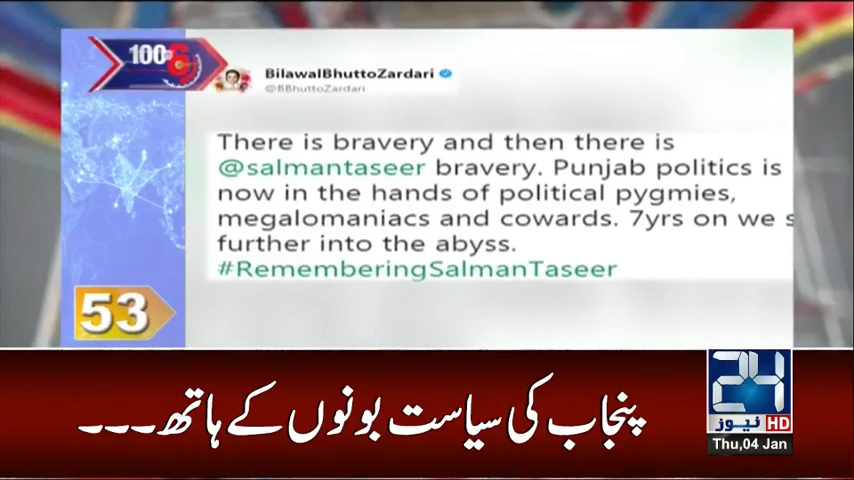 100
6
BilawalBhuttoZardari
@BBhuttoZardari
There is bravery and then there is
@salmantaseer bravery. Punjab politics is
now in the hands of political pygmies,
megalomaniacs and cowards. 7yrs on we s
further into the abyss.
#RememberingSalmanTaseer
53
پنجاب کی سیاست بونوں کے ہاتھ۔۔۔
24
نیوز HD
Thu,04 Jan